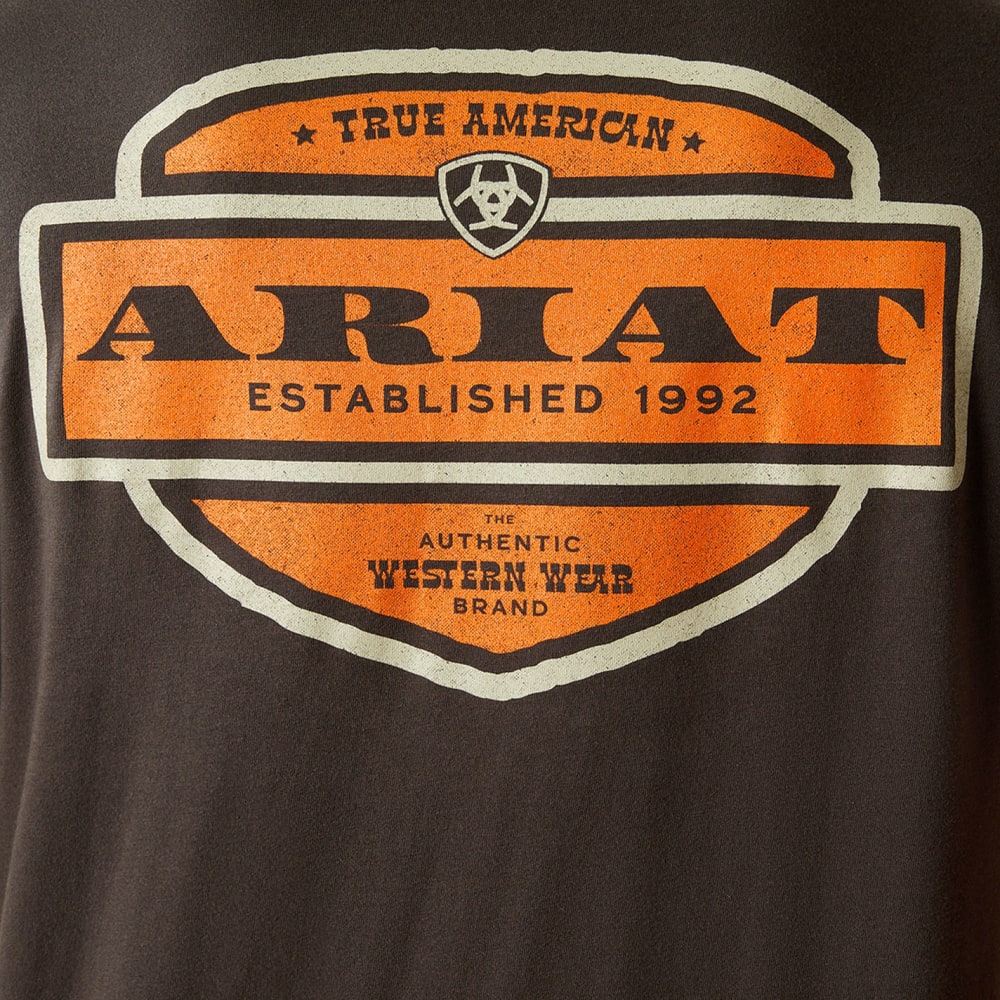 ★ TRUE AMERICAN ★
ARIAT
ESTABLISHED 1992
THE
AUTHENTIC
WESTERN WEAR
BRAND